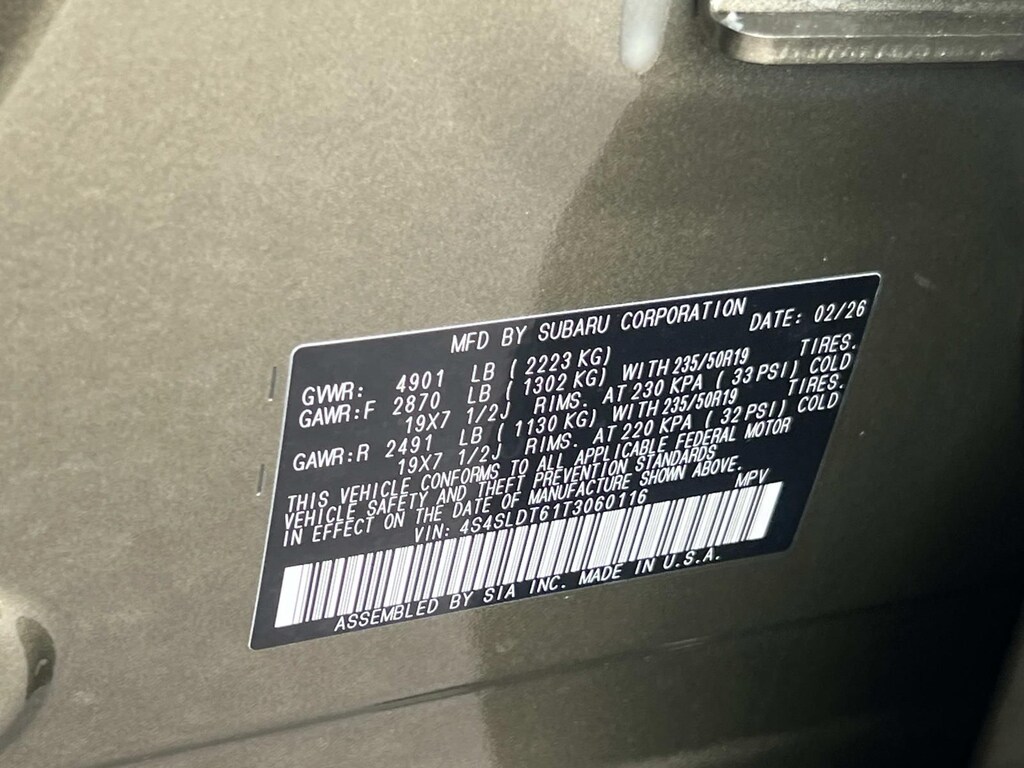 MFD BY SUBARU CORPORATION DATE: 02/26
GVWR: 4901 LB ( 2223 KG)
GAWR:F 2870 LB ( 1302 KG) WITH 235/50R19 TIRES.
19X7 1/2J RIMS. AT 230 KPA ( 33 PSI) COLD
GAWR:R 2491 LB ( 1130 KG) WITH 235/50R19 TIRES.
19X7 1/2J RIMS. AT 220 KPA ( 32 PSI) COLD
THIS VEHICLE CONFORMS TO ALL APPLICABLE FEDERAL MOTOR
VEHICLE SAFETY AND THEFT PREVENTION STANDARDS
IN EFFECT ON THE DATE OF MANUFACTURE SHOWN ABOVE.
VIN: 4S4SLDT61T3060116 MPV
ASSEMBLED BY SIA INC. MADE IN U.S.A.